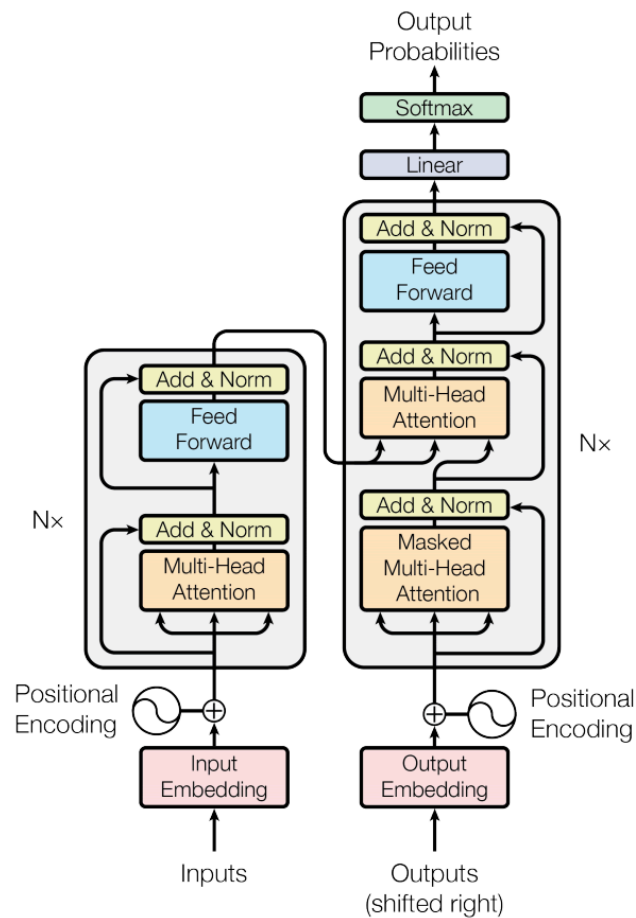 Output
Probabilities
Softmax
Linear
Add & Norm
Feed
Forward
Add & Norm
Multi-Head
Attention
Add & Norm
Masked
Multi-Head
Attention
N×
Add & Norm
Feed
Forward
N×
Add & Norm
Multi-Head
Attention
Positional
Encoding
Positional
Encoding
Input
Embedding
Output
Embedding
Inputs
Outputs
(shifted right)